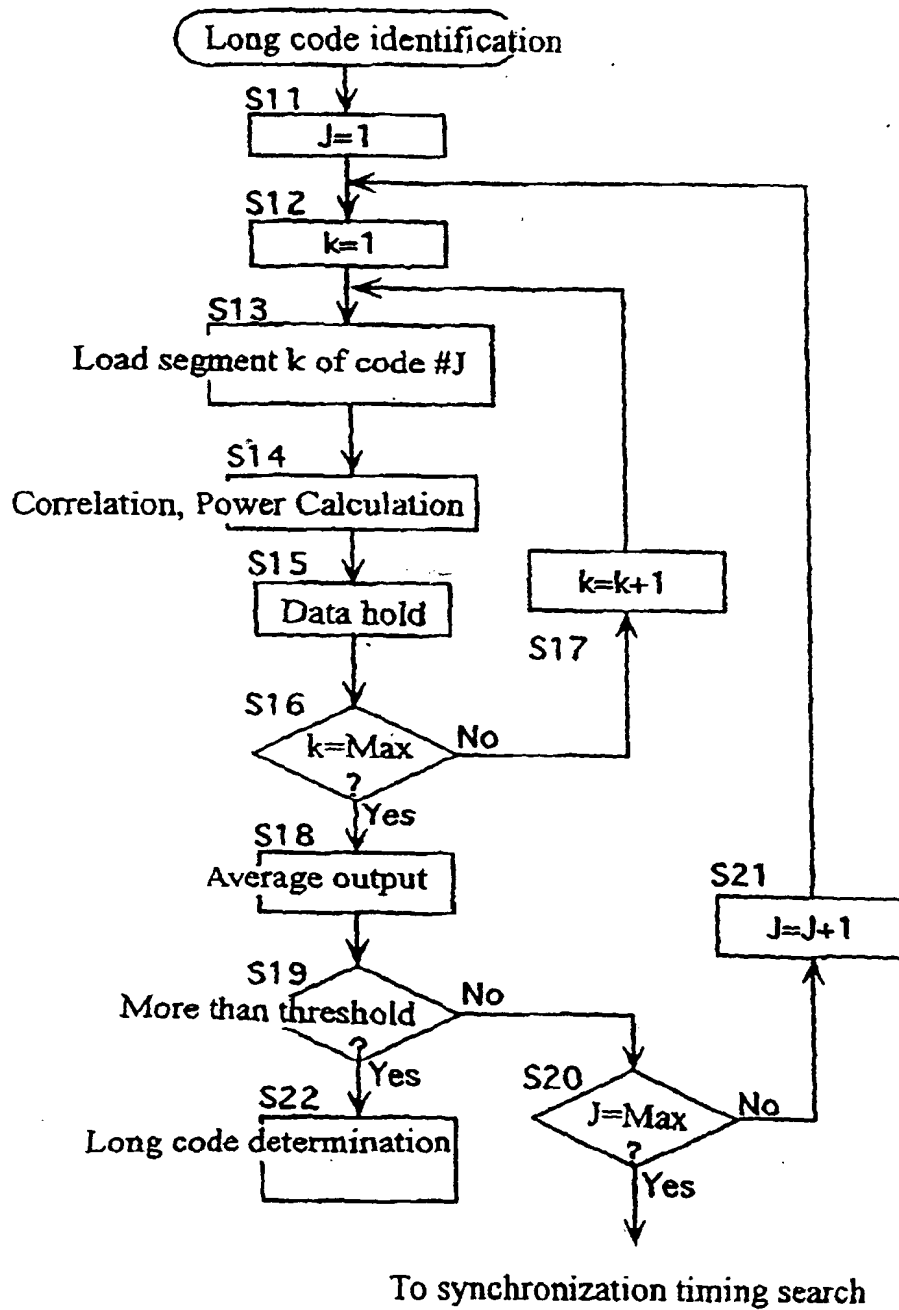 Long code identification
S11
J=1
S12
k=1
S13
Load segment k of code #J
S14
Correlation, Power Calculation
S15
Data hold
k=k+1
S17
S16
k=Max
?
No
Yes
S18
Average output
S21
J=J+1
S19
More than threshold
?
No
Yes
S20
J=Max
?
No
Yes
S22
Long code determination
To synchronization timing search